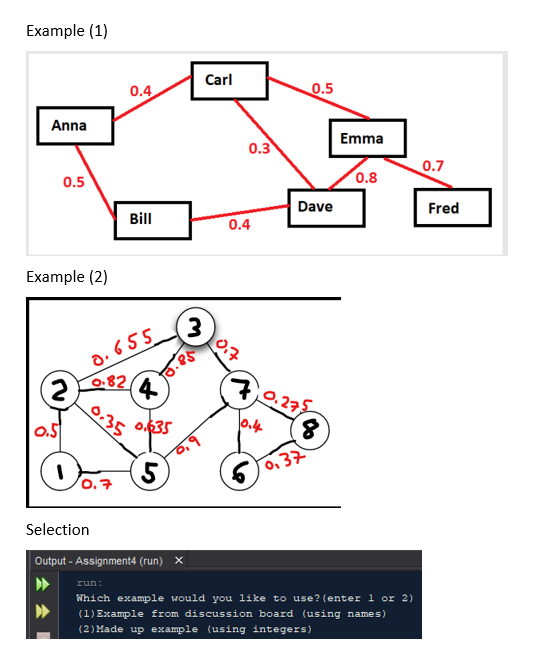 Example (1)
Carl
0.4
0.5
Anna
Emma
0.3
0.7
0.8
0.5
Dave
Fred
Bill
0.4
Example (2)
3
0.655
0.7
0.85
2
0.82
4
7
0.275
0.5
0.35
0.635
0.4
8
0.9
1
5
6
0.37
0.7
Selection
Output - Assignment4 (run) ×
run:
Which example would you like to use?(enter 1 or 2)
(1)Example from discussion board (using names)
(2)Made up example (using integers)